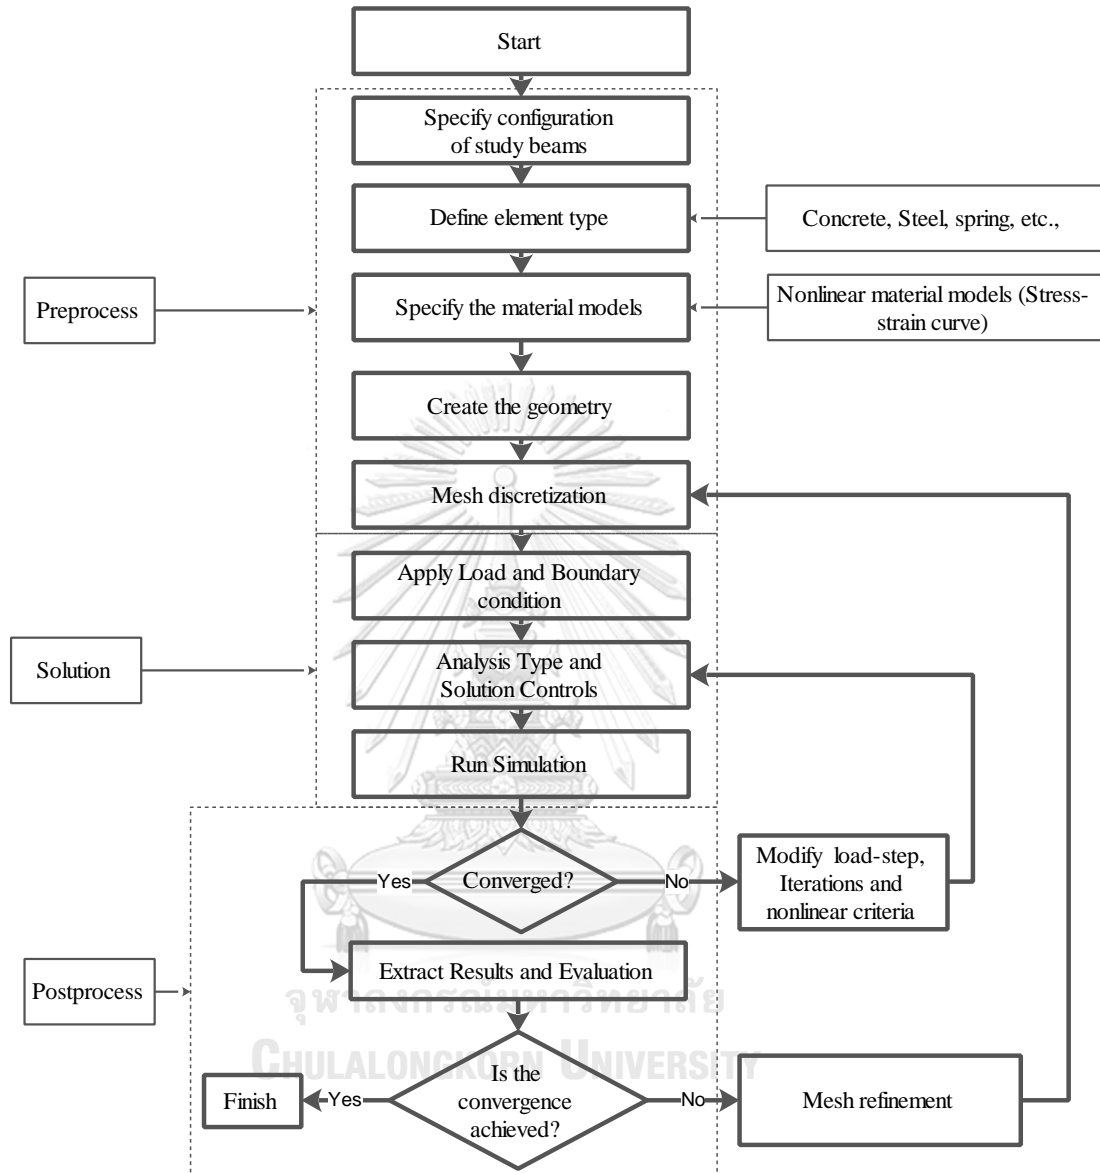 Start
Specify configuration
of study beams
Define element type
Concrete, Steel, spring, etc.,
Specify the material models
Nonlinear material models (Stress-
strain curve)
Preprocess
Create the geometry
Mesh discretization
Apply Load and Boundary
condition
Solution
Analysis Type and
Solution Controls
Run Simulation
Converged?
Yes
No
Modify load-step,
Iterations and
nonlinear criteria
Extract Results and Evaluation
Postprocess
จุฬาลงกรณ์มหาวิทยาลัย
CHULALONGKORN UNIVERSITY
Is the
convergence
achieved?
Yes
No
Finish
Mesh refinement